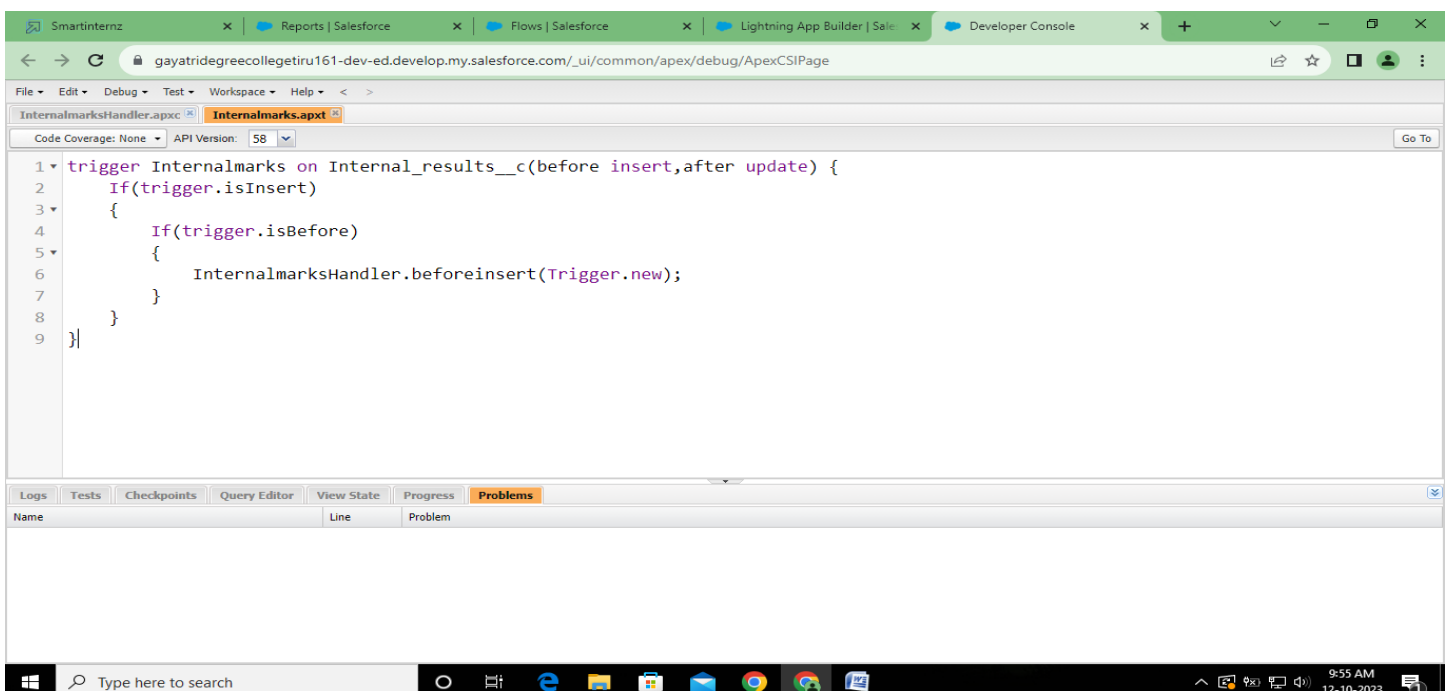 Smartinternz
Reports | Salesforce
Flows | Salesforce
Lightning App Builder | Sale
Developer Console
gayatridegreecollegetiru161-dev-ed.develop.my.salesforce.com/_ui/common/apex/debug/ApexCSIPage
File Edit Debug Test Workspace Help < >
InternalmarksHandler.apxc Internalmarks.apxt
Code Coverage: None API Version: 58 Go To
1 trigger Internalmarks on Internal_results__c(before insert,after update) {
2 If(trigger.isInsert)
3 {
4 If(trigger.isBefore)
5 {
6 InternalmarksHandler.beforeinsert(Trigger.new);
7 }
8 }
9 }
Logs Tests Checkpoints Query Editor View State Progress Problems
Name Line Problem
Type here to search
9:55 AM
12-10-2023